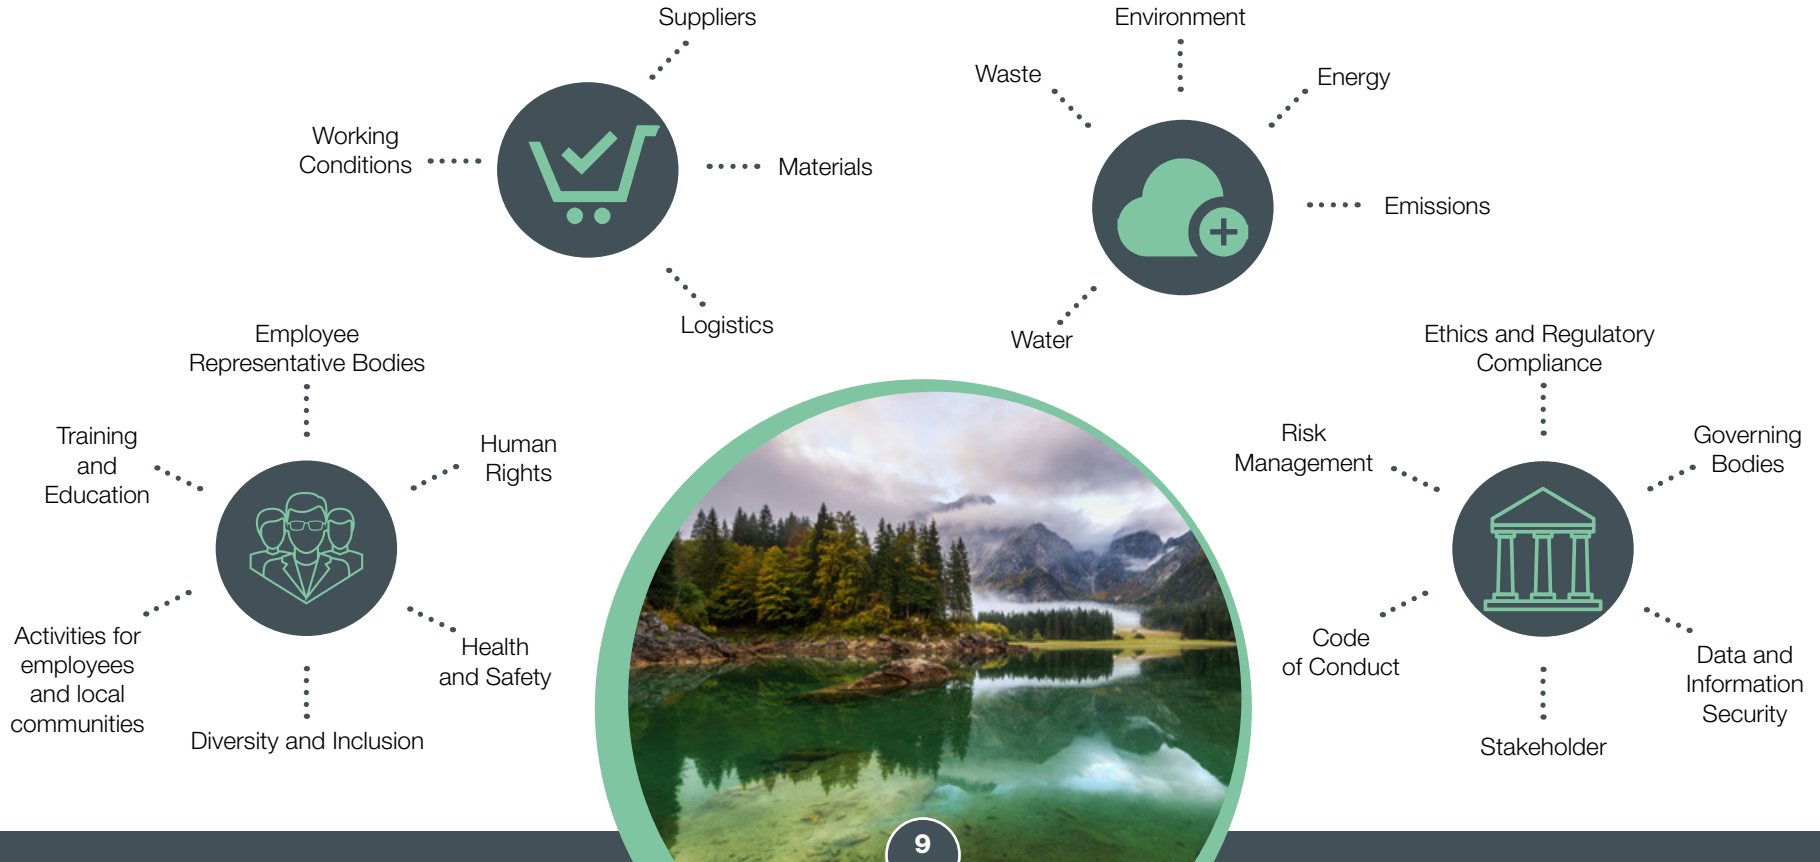 Suppliers
Working
Conditions
Materials
Logistics
Environment
Waste
Energy
Emissions
Water
Employee
Representative Bodies
Training
and
Education
Human
Rights
Activities for
employees
and local
communities
Health
and Safety
Diversity and Inclusion
Ethics and Regulatory
Compliance
Risk
Management
Governing
Bodies
Code
of Conduct
Data and
Information
Security
Stakeholder
9